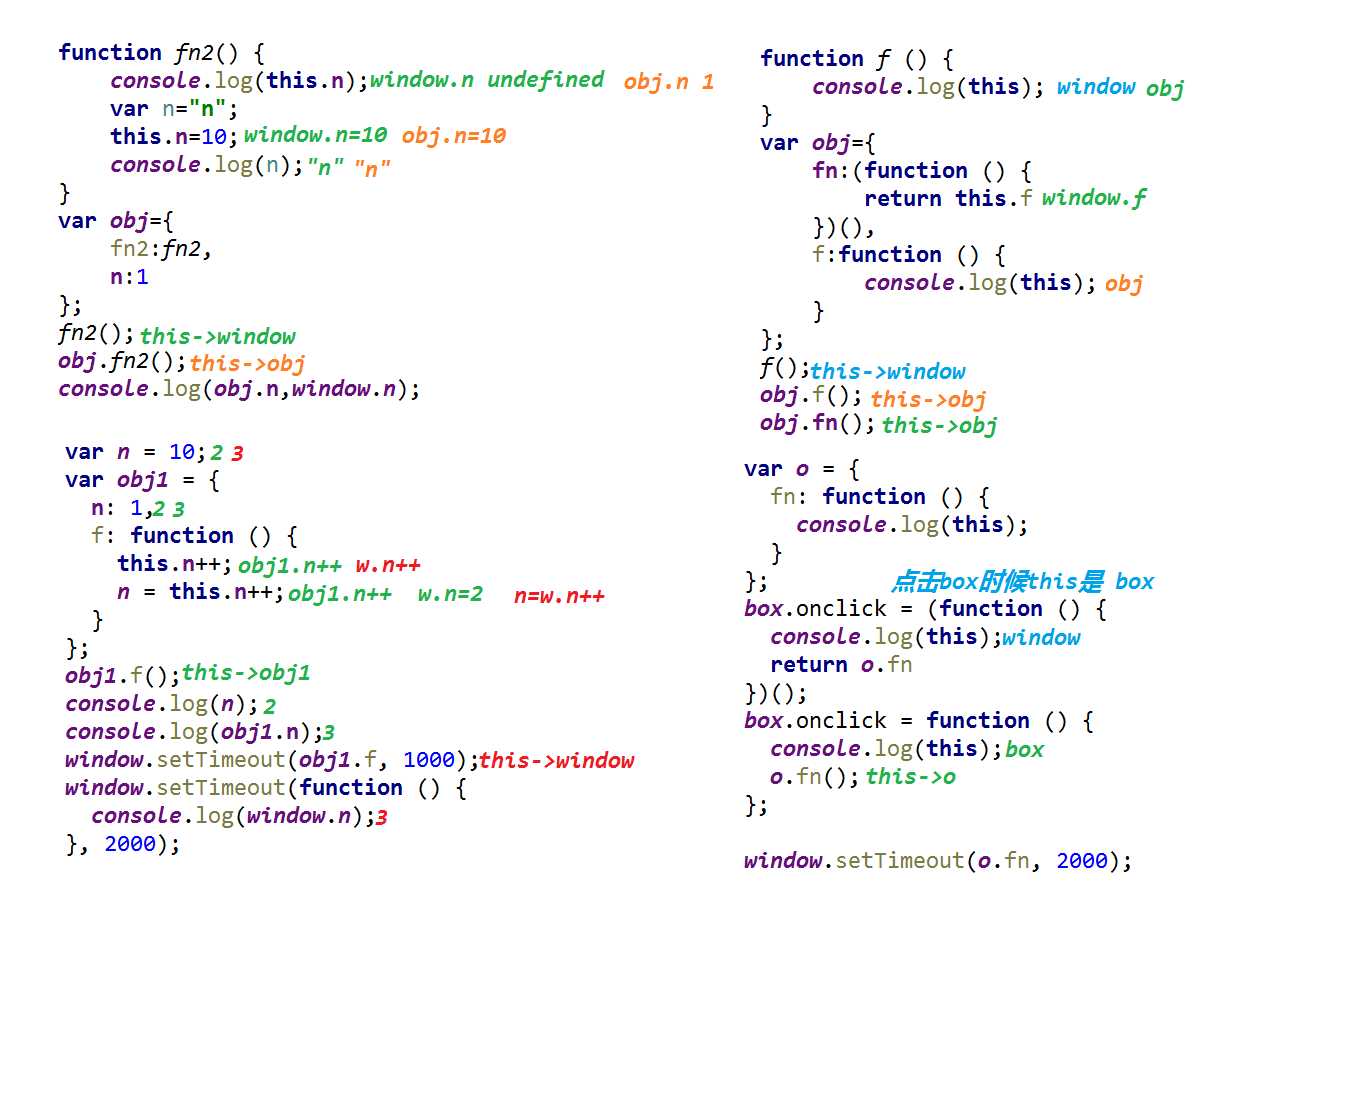 function fn2() {
console.log(this.n);window.n undefined obj.n 1
var n="n";
this.n=10; window.n=10 obj.n=10
console.log(n);"n" "n"
}
var obj={
fn2:fn2,
n:1
};
fn2(); this->window
obj.fn2(); this->obj
console.log(obj.n,window.n);
var n = 10; 2 3
var obj1 = {
n: 1,2 3
f: function () {
this.n++; obj1.n++ w.n++
n = this.n++; obj1.n++ w.n=2 n=w.n++
}
};
obj1.f(); this->obj1
console.log(n); 2
console.log(obj1.n);3
window.setTimeout(obj1.f, 1000);this->window
window.setTimeout(function () {
console.log(window.n);3
}, 2000);
function f () {
console.log(this); window obj
}
var obj={
fn:(function () {
return this.f window.f
})(),
f:function () {
console.log(this); obj
}
};
f();this->window
obj.f(); this->obj
obj.fn(); this->obj
var o = {
fn: function () {
console.log(this);
}
}; 点击box时候this是 box
box.onclick = (function () {
console.log(this);window
return o.fn
})();
box.onclick = function () {
console.log(this);box
o.fn(); this->o
};
window.setTimeout(o.fn, 2000);